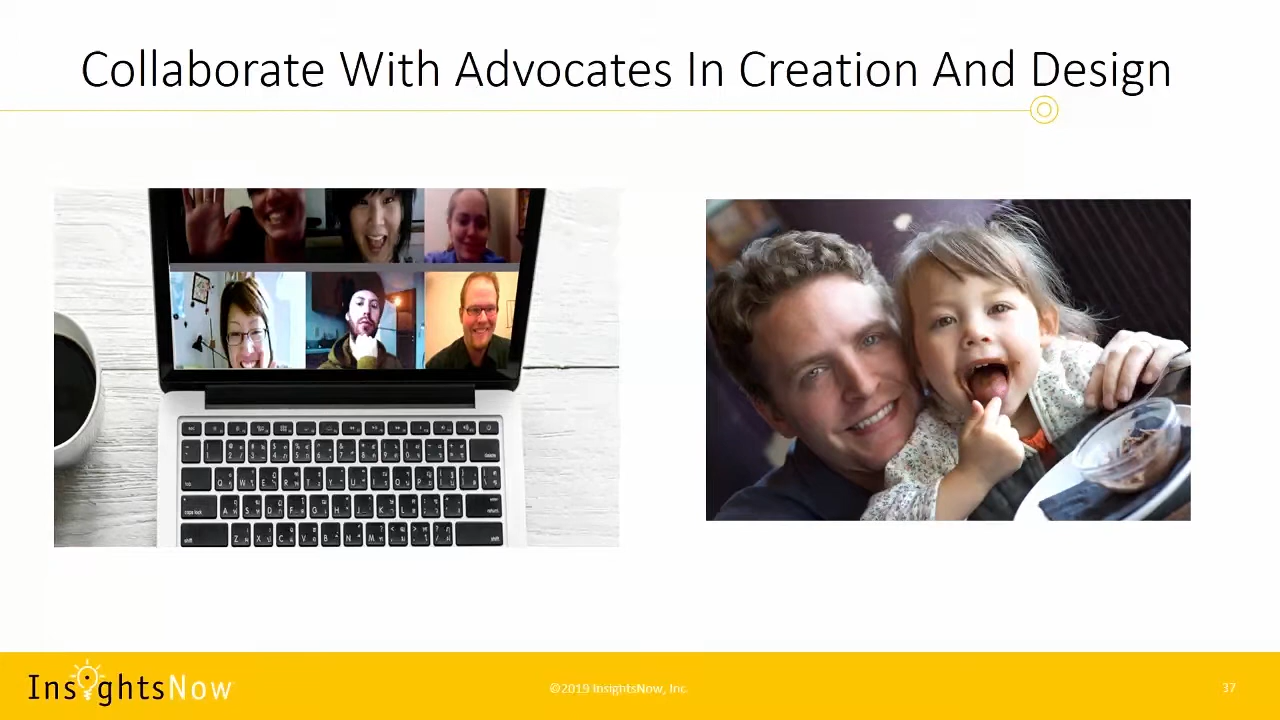 Collaborate With Advocates In Creation And Design
InsightsNow
©2019 InsightsNow, Inc.
37